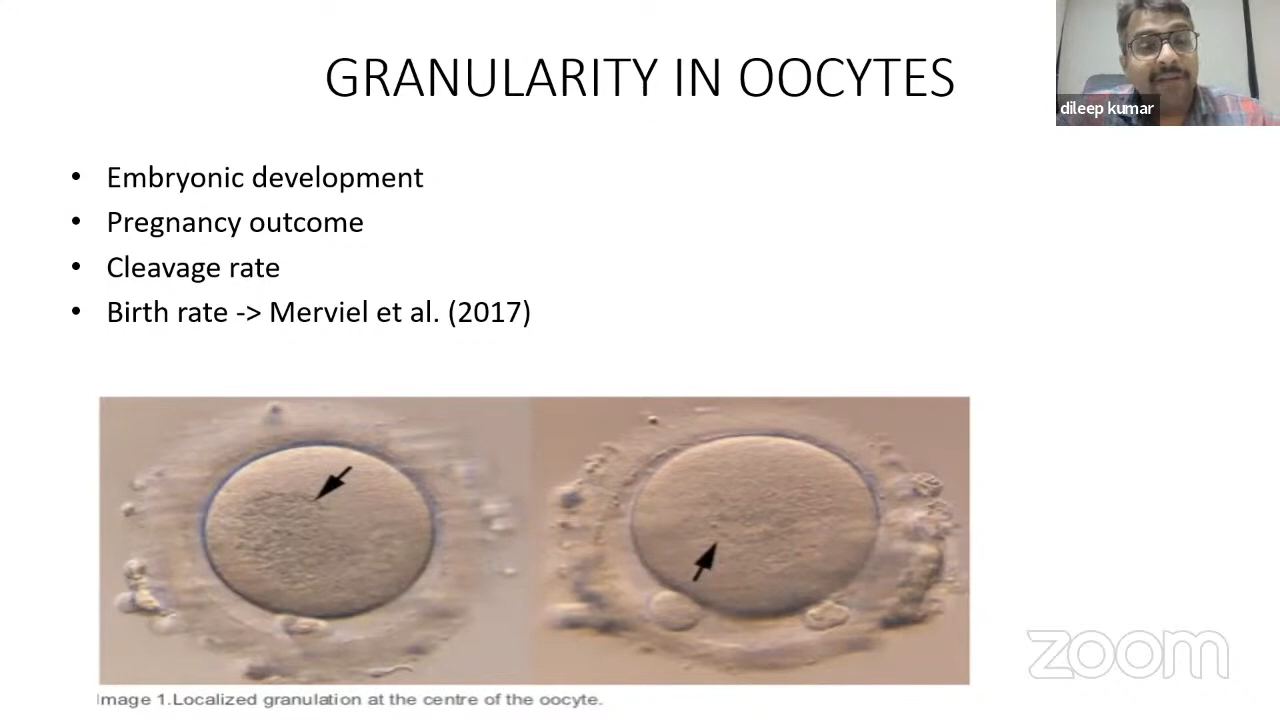 GRANULARITY IN OOCYTES
dileep kumar
• Embryonic development
• Pregnancy outcome
• Cleavage rate
• Birth rate -> Merviel et al. (2017)
Image 1.Localized granulation at the centre of the oocyte.
zoom